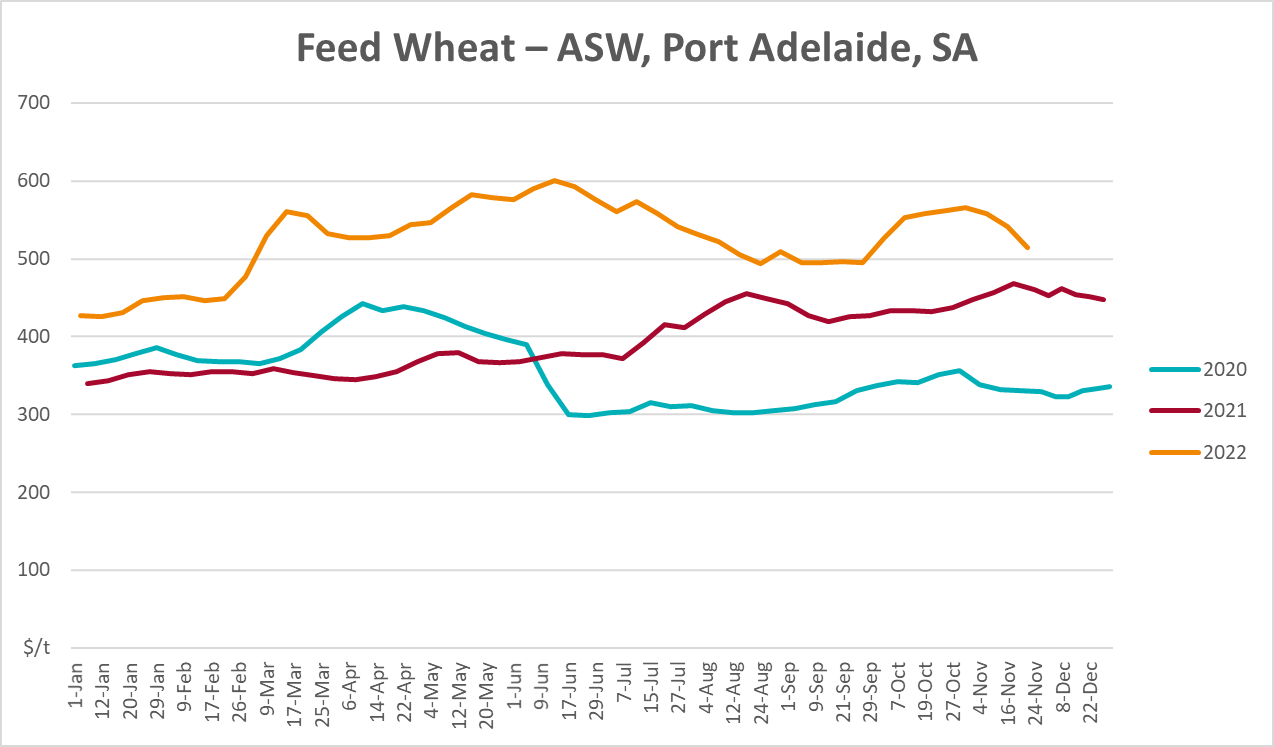 Feed Wheat – ASW, Port Adelaide, SA
700
600
500
400
300
200
100
$/t
1-Jan
12-Jan
20-Jan
29-Jan
9-Feb
17-Feb
26-Feb
9-Mar
17-Mar
25-Mar
6-Apr
14-Apr
22-Apr
4-May
12-May
20-May
1-Jun
9-Jun
17-Jun
29-Jun
7-Jul
15-Jul
27-Jul
4-Aug
12-Aug
24-Aug
1-Sep
9-Sep
21-Sep
29-Sep
7-Oct
19-Oct
27-Oct
4-Nov
16-Nov
24-Nov
8-Dec
22-Dec
2020
2021
2022